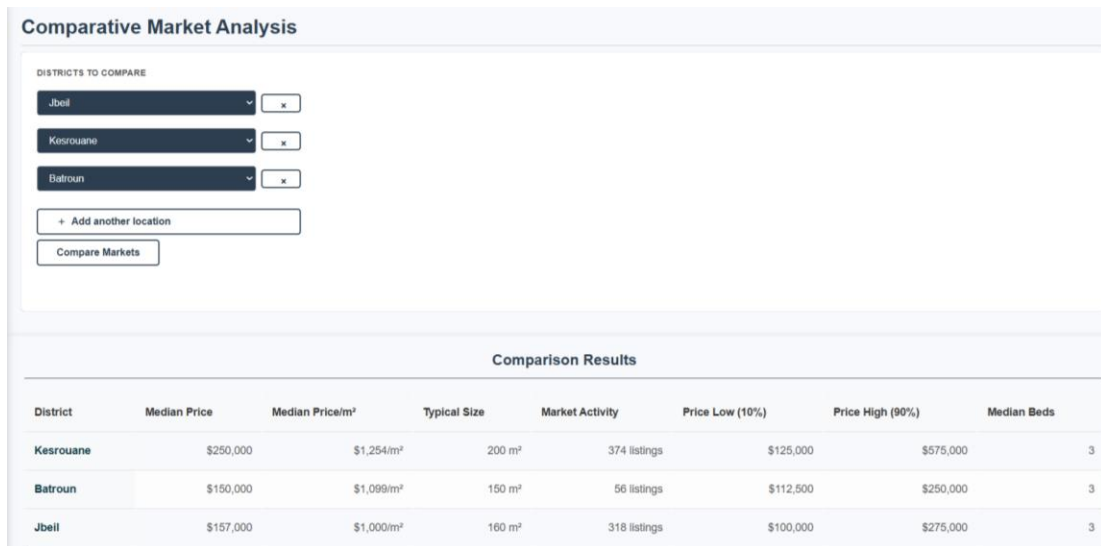 Comparative Market Analysis
DISTRICTS TO COMPARE
Jbeil
×
Kesrouane
×
Batroun
×
+ Add another location
Compare Markets
Comparison Results
District Median Price Median Price/m² Typical Size Market Activity Price Low (10%) Price High (90%) Median Beds
Kesrouane $250,000 $1,254/m² 200 m² 374 listings $125,000 $575,000 3
Batroun $150,000 $1,099/m² 150 m² 56 listings $112,500 $250,000 3
Jbeil $157,000 $1,000/m² 160 m² 318 listings $100,000 $275,000 3